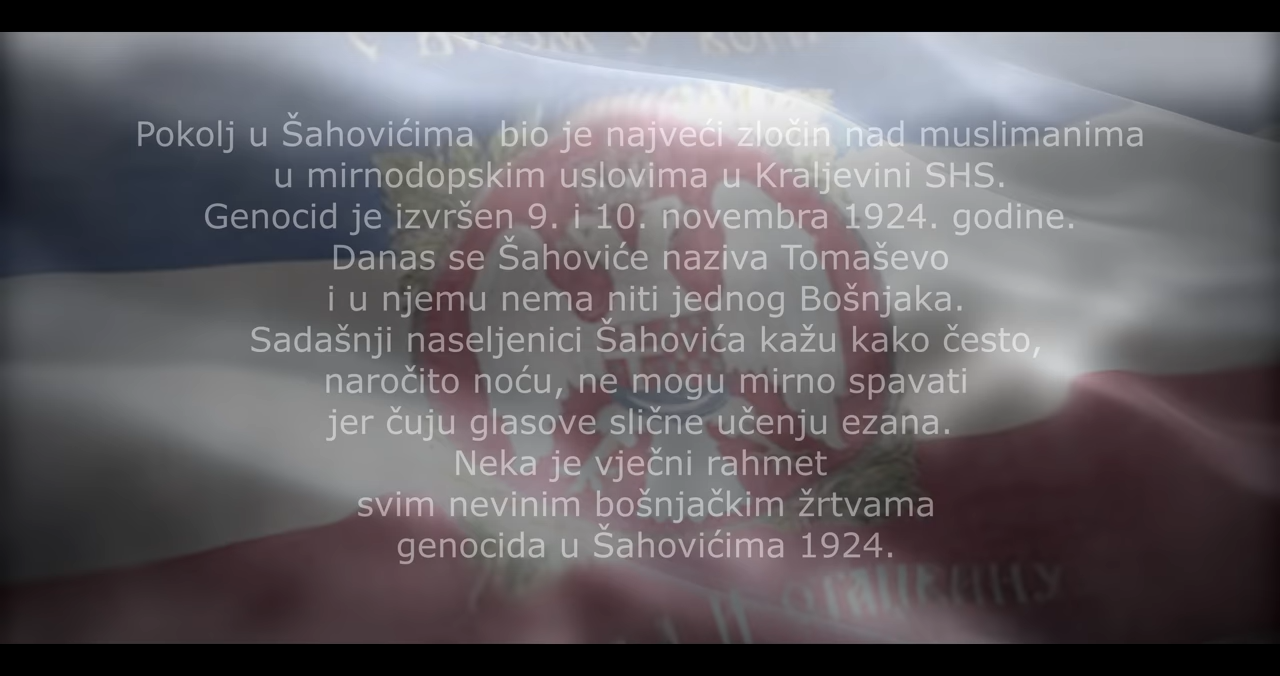 Pokolj u Šahovićima bio je najveći zločin nad muslimanima
u mirnodopskim uslovima u Kraljevini SHS.
Genocid je izvršen 9. i 10. novembra 1924. godine.
Danas se Šahoviće naziva Tomaševo
i u njemu nema niti jednog Bošnjaka.
Sadašnji naseljenici Šahovića kažu kako često,
naročito noću, ne mogu mirno spavati
jer čuju glasove slične učenju ezana.
Neka je vječni rahmet
svim nevinim bošnjačkim žrtvama
genocida u Šahovićima 1924.